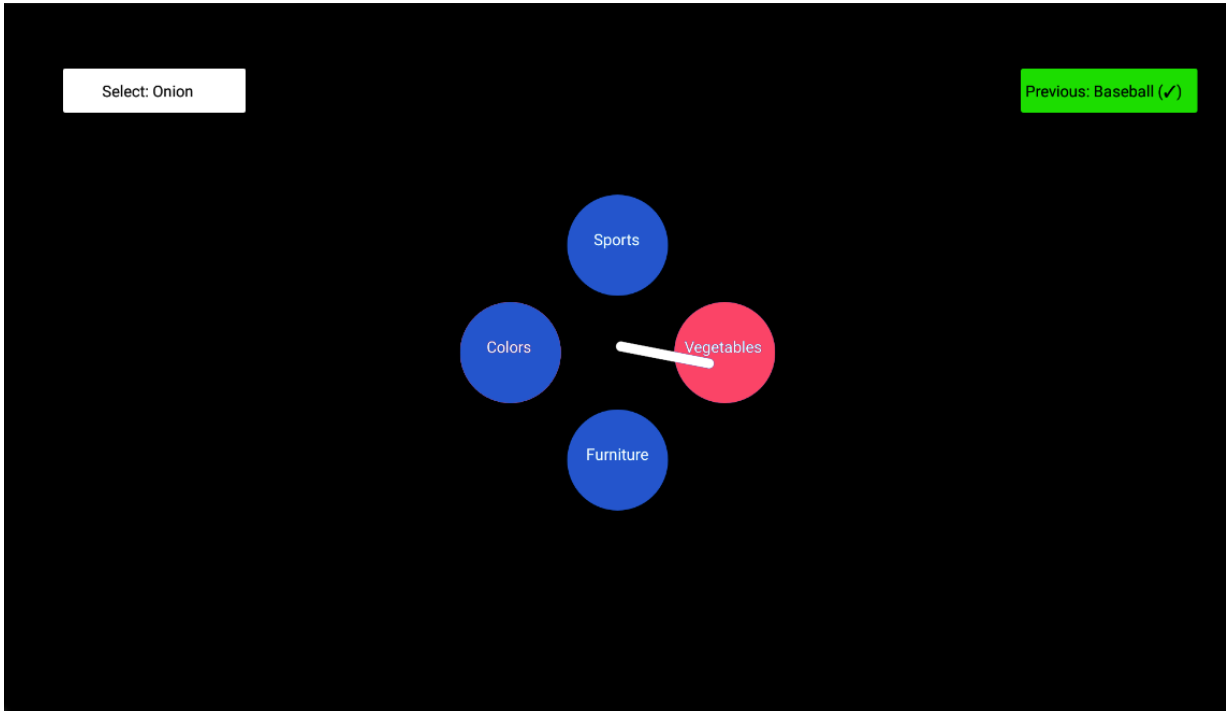 Select: Onion
Previous: Baseball (✓)
Sports
Colors
Vegetables
Furniture